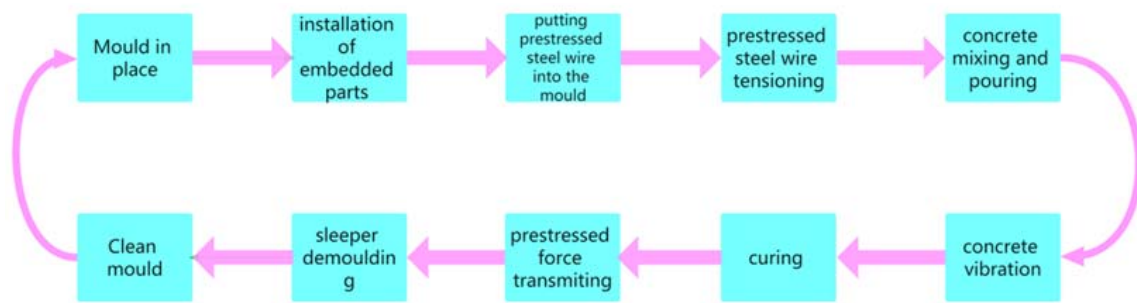 Mould in
place
installation
of
embedded
parts
putting
prestressed
steel wire
into the
mould
prestressed
steel wire
tensioning
concrete
mixing and
pouring
concrete
vibration
curing
prestressed
force
transmiting
sleeper
demouldin
g
Clean
mould